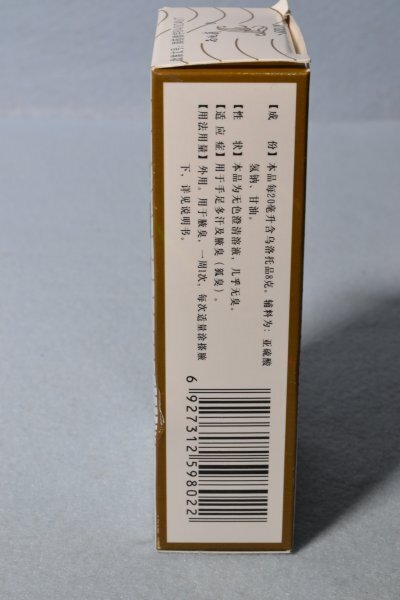 【成 份】本品每20毫升含乌洛托品8克。辅料为：亚硫酸
氢钠、甘油。
【性 状】本品为无色澄清溶液，几乎无臭。
【适应症】用于手足多汗及腋臭（狐臭）。
【用法用量】外用。用于腋臭，一周1次，每次适量涂搽腋
下，详见说明书。
6 927312 598022